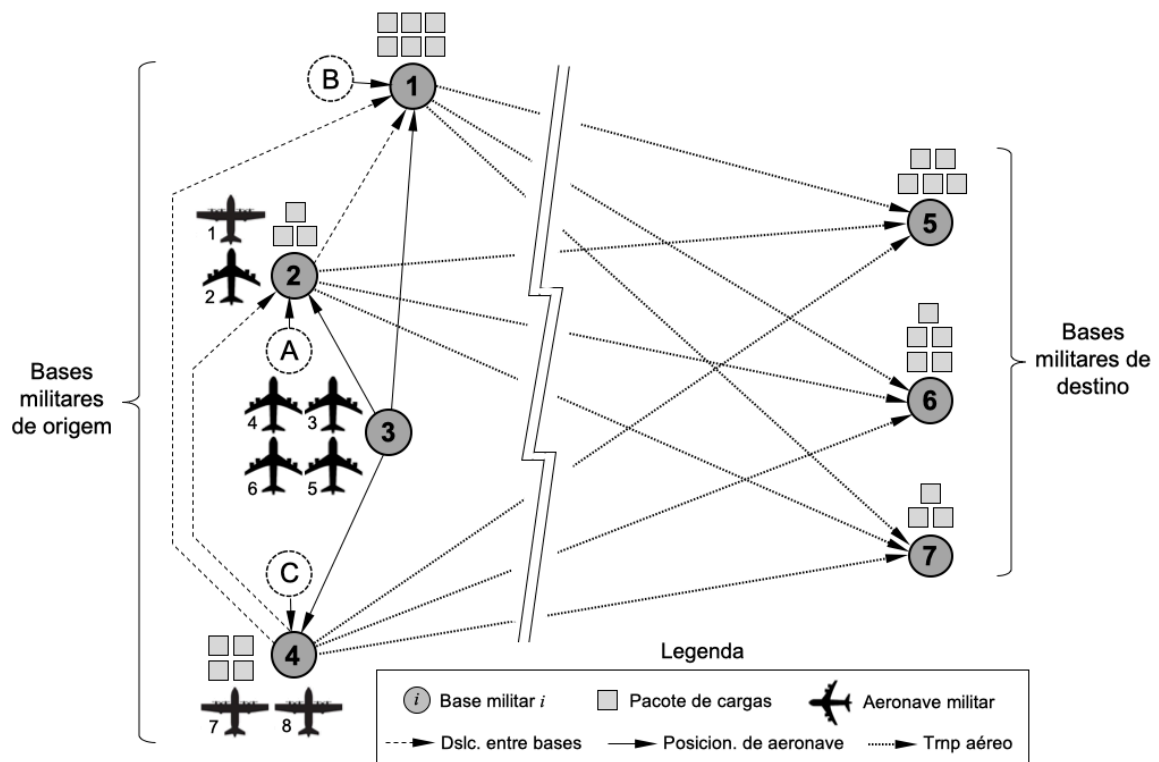 B
1
1
2
2
A
5
Bases
militares
de origem
Bases
militares de
destino
4
3
6
5
3
6
C
7
4
7
8
Legenda
i Base militar i
Pacote de cargas
Aeronave militar
Dslc. entre bases
Posicion. de aeronave
Trnp aéreo